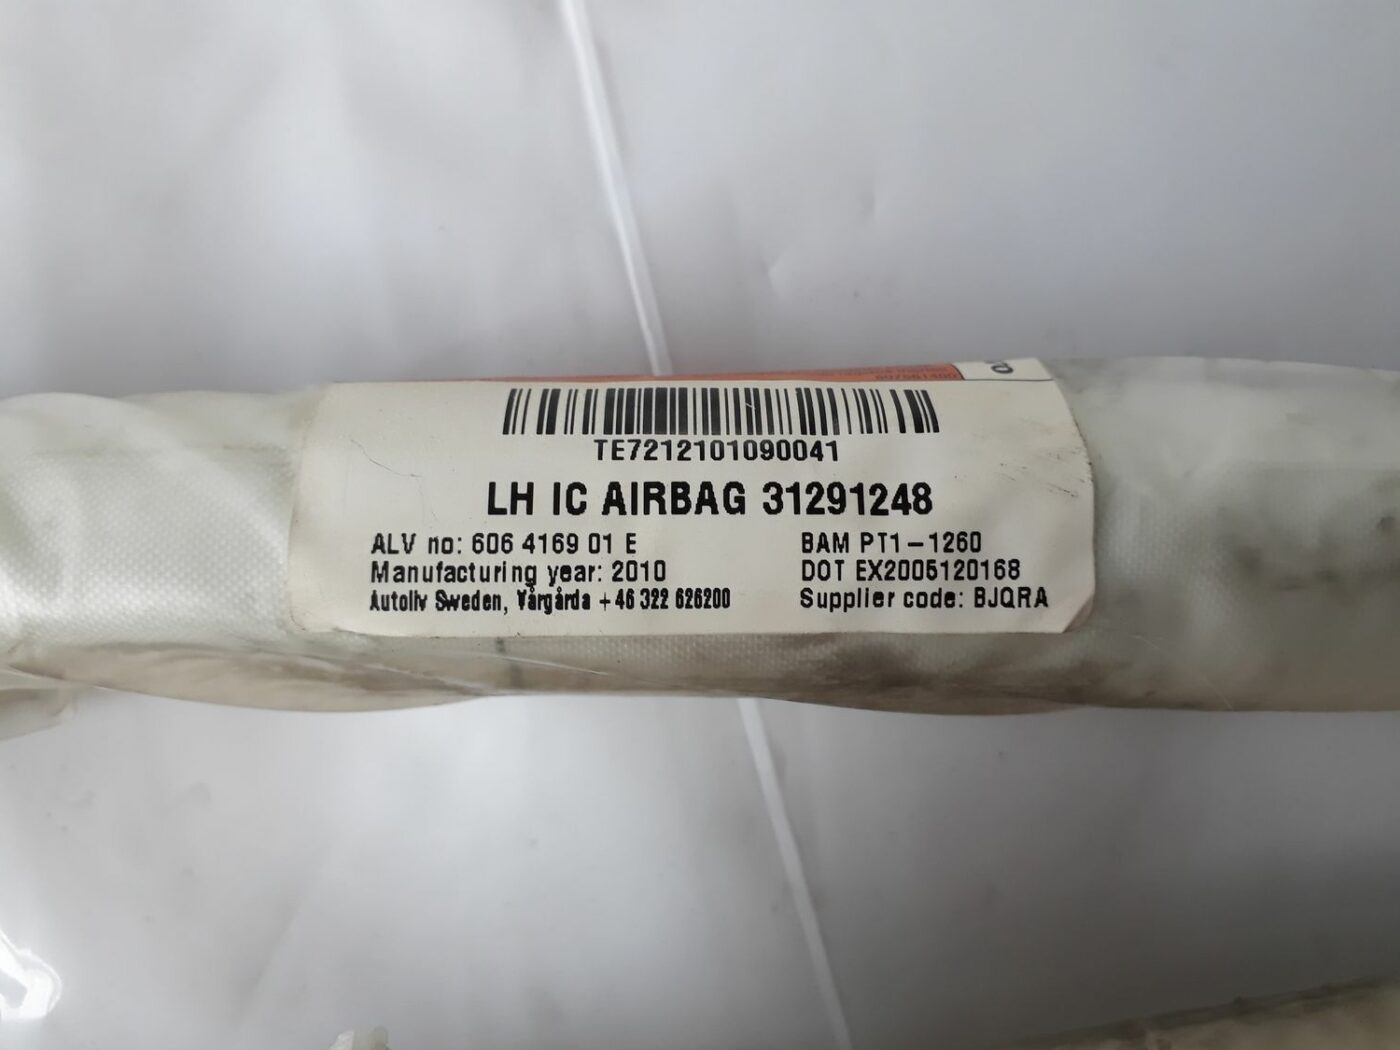 TE7212101090041
LH IC AIRBAG 31291248
ALV no: 606 4169 01 E
BAM PT1-1260
Manufacturing year: 2010
DOT EX2005120168
Autoliv Sweden, Vårgårda +46 322 626200
Supplier code: BJQRA